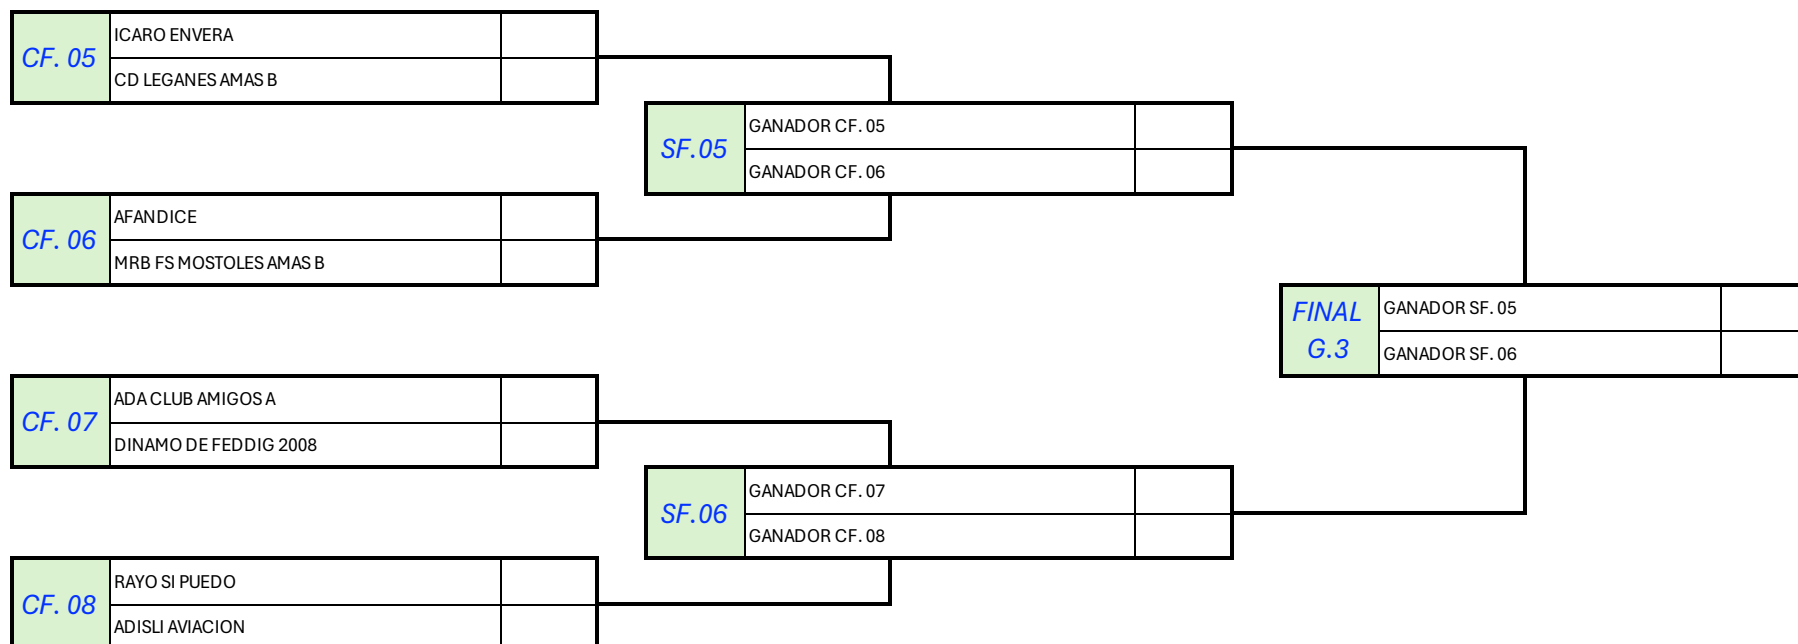 CF. 05
ICARO ENVERA
CD LEGANES AMAS B
SF.05
GANADOR CF. 05
GANADOR CF. 06
CF. 06
AFANDICE
MRB FS MOSTOLES AMAS B
FINAL
G.3
GANADOR SF. 05
GANADOR SF. 06
CF. 07
ADA CLUB AMIGOS A
DINAMO DE FEDDIG 2008
SF.06
GANADOR CF. 07
GANADOR CF. 08
CF. 08
RAYO SI PUEDO
ADISLI AVIACION